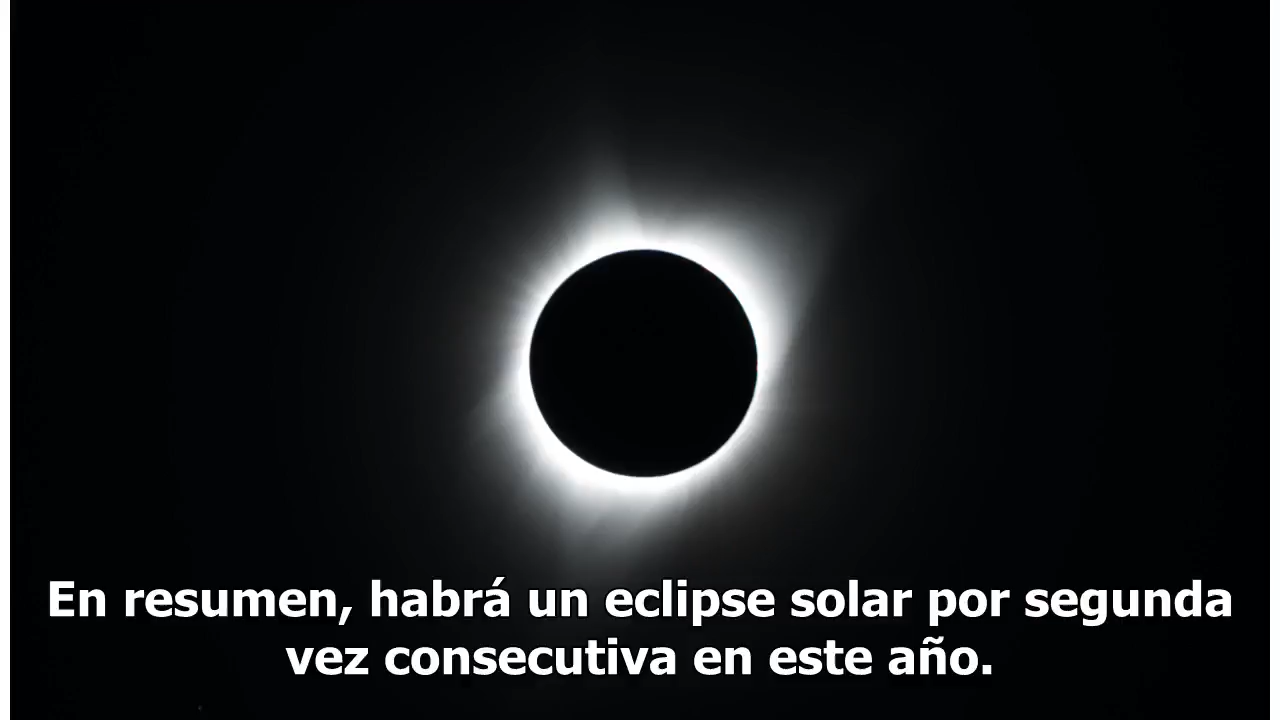 En resumen, habrá un eclipse solar por segunda
vez consecutiva en este año.